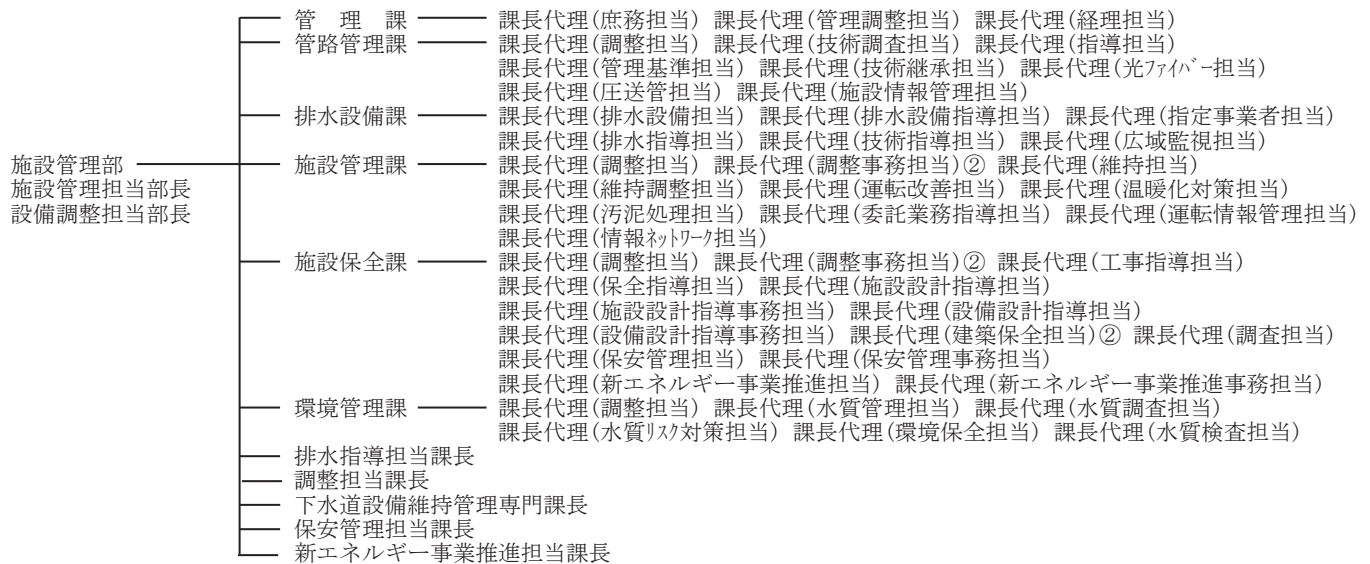 管　理　課 課長代理(庶務担当) 課長代理(管理調整担当) 課長代理(経理担当)
管路管理課 課長代理(調整担当) 課長代理(技術調査担当) 課長代理(指導担当)
課長代理(管理基準担当) 課長代理(技術継承担当) 課長代理(光ﾌｧｲﾊﾞｰ担当)
課長代理(圧送管担当) 課長代理(施設情報管理担当)
排水設備課 課長代理(排水設備担当) 課長代理(排水設備指導担当) 課長代理(指定事業者担当)
課長代理(排水指導担当) 課長代理(技術指導担当) 課長代理(広域監視担当)
施設管理部 施設管理課 課長代理(調整担当) 課長代理(調整事務担当)② 課長代理(維持担当)
施設管理担当部長 課長代理(維持調整担当) 課長代理(運転改善担当) 課長代理(温暖化対策担当)
設備調整担当部長 課長代理(汚泥処理担当) 課長代理(委託業務指導担当) 課長代理(運転情報管理担当)
課長代理(情報ﾈｯﾄﾜｰｸ担当)
施設保全課 課長代理(調整担当) 課長代理(調整事務担当)② 課長代理(工事指導担当)
課長代理(保全指導担当) 課長代理(施設設計指導担当)
課長代理(施設設計指導事務担当) 課長代理(設備設計指導担当)
課長代理(設備設計指導事務担当) 課長代理(建築保全担当)② 課長代理(調査担当)
課長代理(保安管理担当) 課長代理(保安管理事務担当)
課長代理(新エネルギー事業推進担当) 課長代理(新エネルギー事業推進事務担当)
環境管理課 課長代理(調整担当) 課長代理(水質管理担当) 課長代理(水質調査担当)
課長代理(水質ﾘｽｸ対策担当) 課長代理(環境保全担当) 課長代理(水質検査担当)
排水指導担当課長
調整担当課長
下水道設備維持管理専門課長
保安管理担当課長
新エネルギー事業推進担当課長